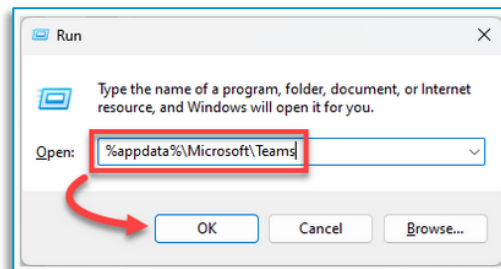 Run
Type the name of a program, folder, document, or Internet
resource, and Windows will open it for you.
Open: %appdata%\Microsoft\Teams
OK Cancel Browse...